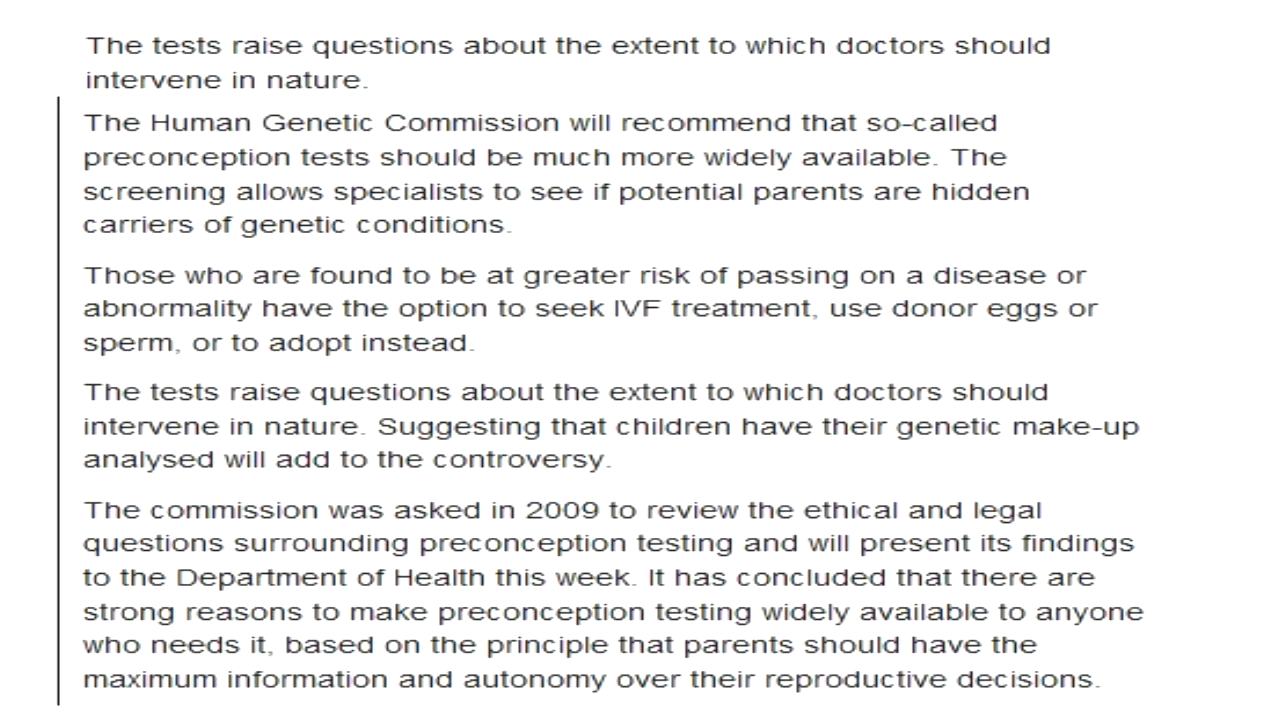 The tests raise questions about the extent to which doctors should
intervene in nature.
The Human Genetic Commission will recommend that so-called
preconception tests should be much more widely available. The
screening allows specialists to see if potential parents are hidden
carriers of genetic conditions.
Those who are found to be at greater risk of passing on a disease or
abnormality have the option to seek IVF treatment, use donor eggs or
sperm, or to adopt instead.
The tests raise questions about the extent to which doctors should
intervene in nature. Suggesting that children have their genetic make-up
analysed will add to the controversy.
The commission was asked in 2009 to review the ethical and legal
questions surrounding preconception testing and will present its findings
to the Department of Health this week. It has concluded that there are
strong reasons to make preconception testing widely available to anyone
who needs it, based on the principle that parents should have the
maximum information and autonomy over their reproductive decisions.